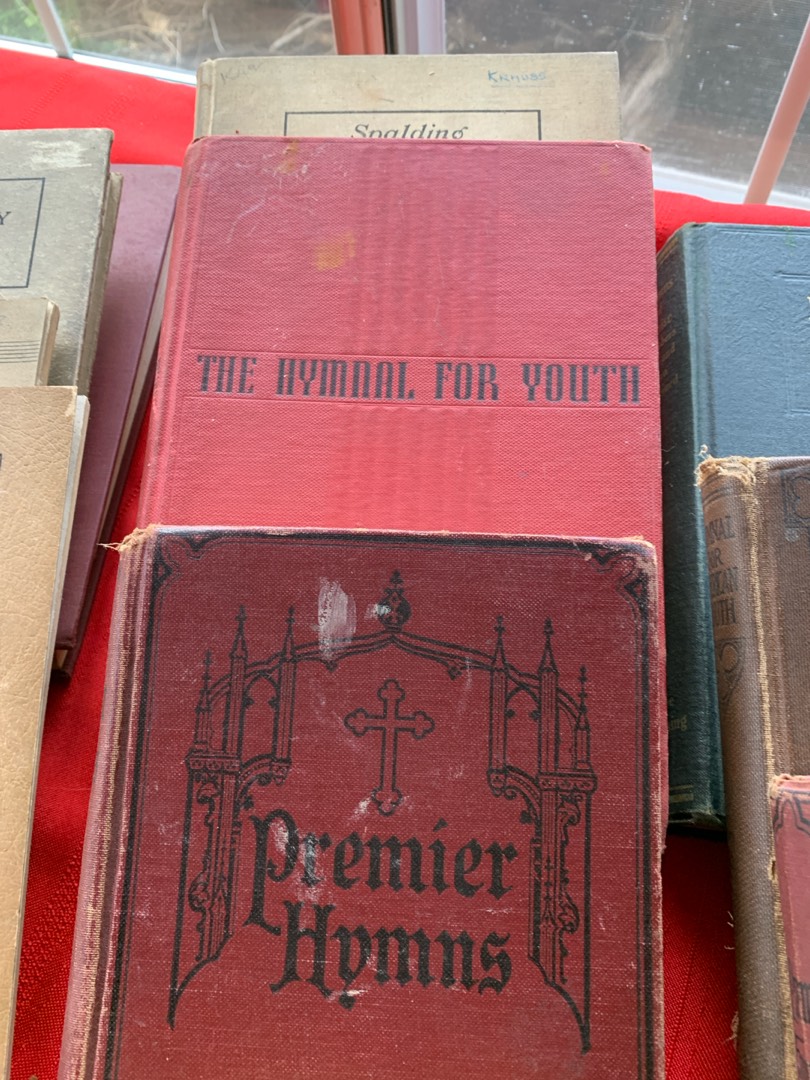 KRAUSS
Spalding
Y
THE HYMNAL FOR YOUTH
Premier
Hymns